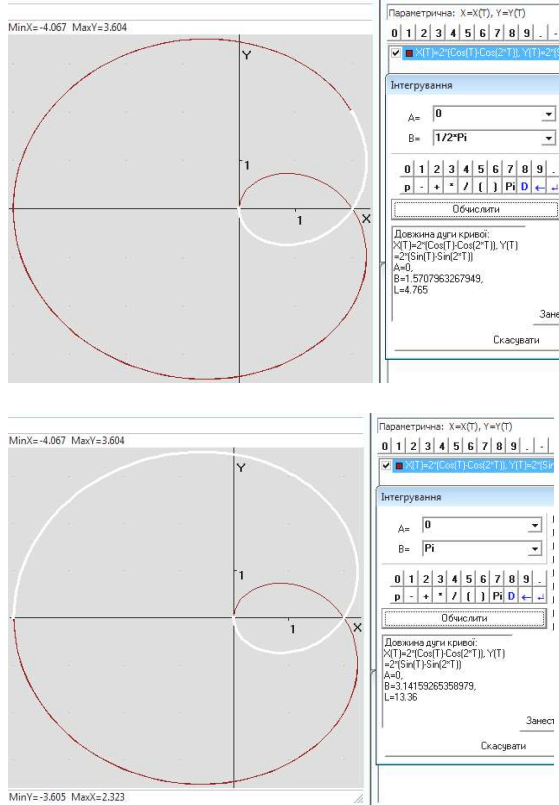 MinX=-4.067 MaxY=3.604
Y
1
1
X
Параметрична: X=X(T), Y=Y(T)
0 1 2 3 4 5 6 7 8 9 . -
X(T)=2*(Cos(T)-Cos(2*T)), Y(T)=2*(S
Інтегрування
A= 0
B= 1/2*Pi
0 1 2 3 4 5 6 7 8 9 .
p - + * / ( ) Pi D ← ↵
Обчислити
Довжина дуги кривої:
X(T)=2*(Cos(T)-Cos(2*T)), Y(T)
=2*(Sin(T)-Sin(2*T))
A=0,
B=1.5707963267949,
L=4.765
Зане
Скасувати
MinX=-4.067 MaxY=3.604
Y
1
1
X
MinY=-3.605 MaxX=2.323
Параметрична: X=X(T), Y=Y(T)
0 1 2 3 4 5 6 7 8 9 . -
X(T)=2*(Cos(T)-Cos(2*T)), Y(T)=2*(Sin
Інтегрування
A= 0
B= Pi
0 1 2 3 4 5 6 7 8 9 .
p - + * / ( ) Pi D ← ↵
Обчислити
Довжина дуги кривої:
X(T)=2*(Cos(T)-Cos(2*T)), Y(T)
=2*(Sin(T)-Sin(2*T))
A=0,
B=3.14159265358979,
L=13.36
Занест
Скасувати